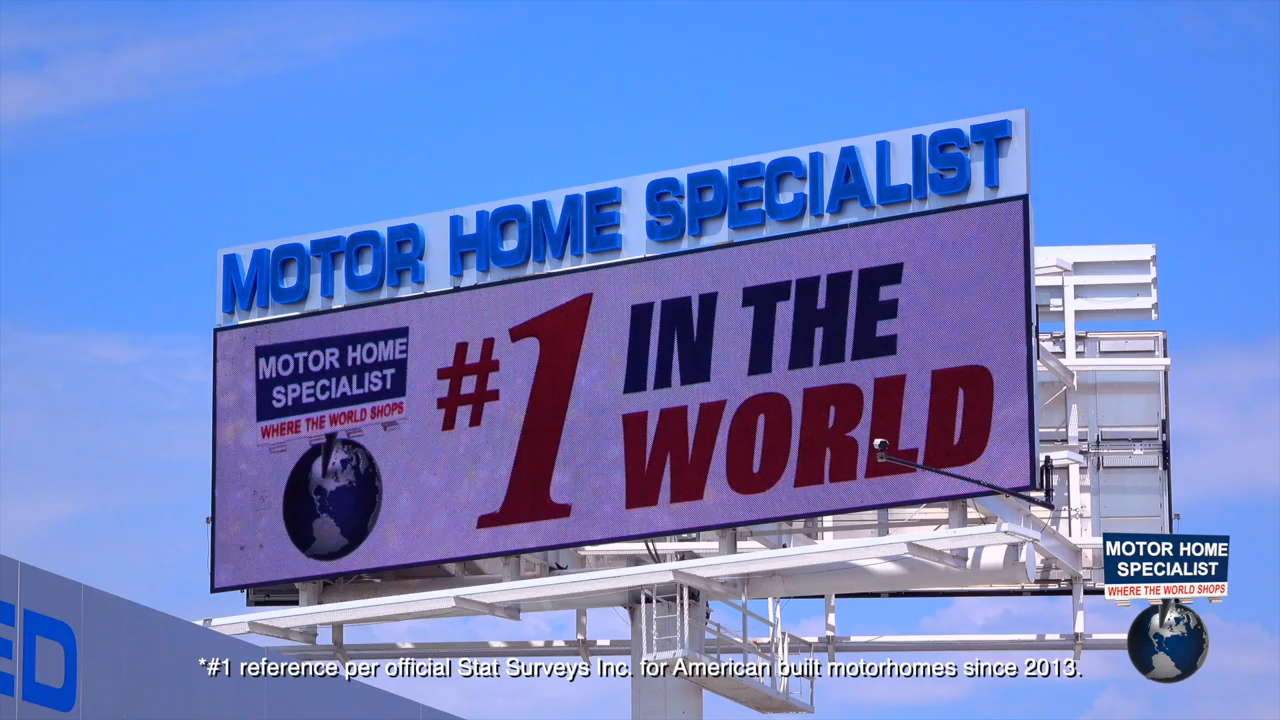 MOTOR HOME SPECIALIST
MOTOR HOME
SPECIALIST
WHERE THE WORLD SHOPS
#1 IN THE
WORLD
ED
MOTOR HOME
SPECIALIST
WHERE THE WORLD SHOPS
*#1 reference per official Stat Surveys Inc. for American built motorhomes since 2013.